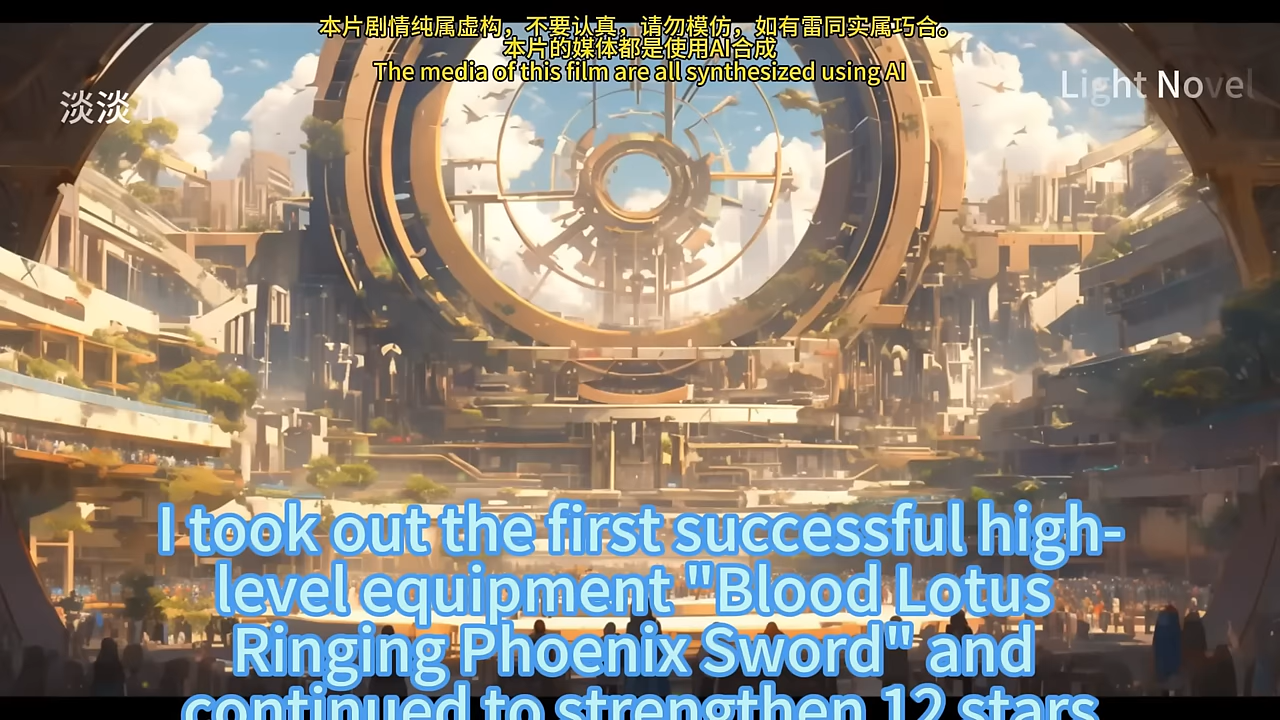 本片剧情纯属虚构，不要认真，请勿模仿，如有雷同实属巧合。
本片的媒体都是使用AI合成
The media of this film are all synthesized using AI
淡淡
Light Novel
I took out the first successful high-
level equipment "Blood Lotus
Ringing Phoenix Sword" and
continued to strengthen 12 stars